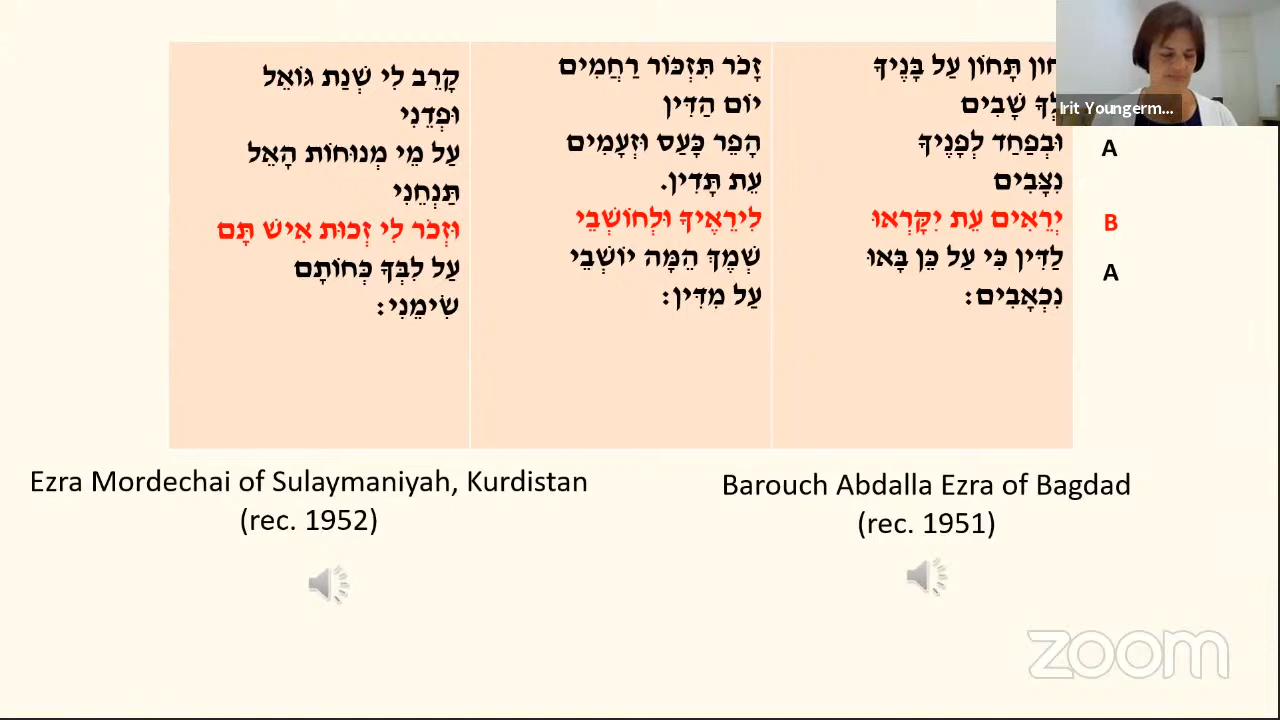 חוֹן תָּחוֹן עַל בָּנֶיךָ
לְךָ שָׁבִים
וּבְפַחַד לְפָנֶיךָ
נִצָּבִים
יְרֵאִים עֵת יִקָּרְאוּ
לַדִּין כִּי עַל כֵּן בָּאוּ
נִכְאָבִים:
זָכֹר תִּזְכּוֹר רַחֲמִים
יוֹם הַדִּין
הָפֵר כָּעַס וּזְעָמִים
עֵת תָּדִין.
לִירֵאֶיךָ וּלְחוֹשְׁבֵי
שְׁמֶךָ הֵמָּה יוֹשְׁבֵי
עַל מִדִּין:
קָרֵב לִי שְׁנַת גּוֹאֵל
וּפְדֵנִי
עַל מֵי מְנוּחוֹת הָאֵל
תַּנְחֵנִי
וּזְכֹר לִי זְכוּת אִישׁ תָּם
עַל לִבְּךָ כְּחוֹתָם
שִׂימֵנִי:
A
B
A
Irit Youngerm...
Ezra Mordechai of Sulaymaniyah, Kurdistan
(rec. 1952)
Barouch Abdalla Ezra of Bagdad
(rec. 1951)
zoom